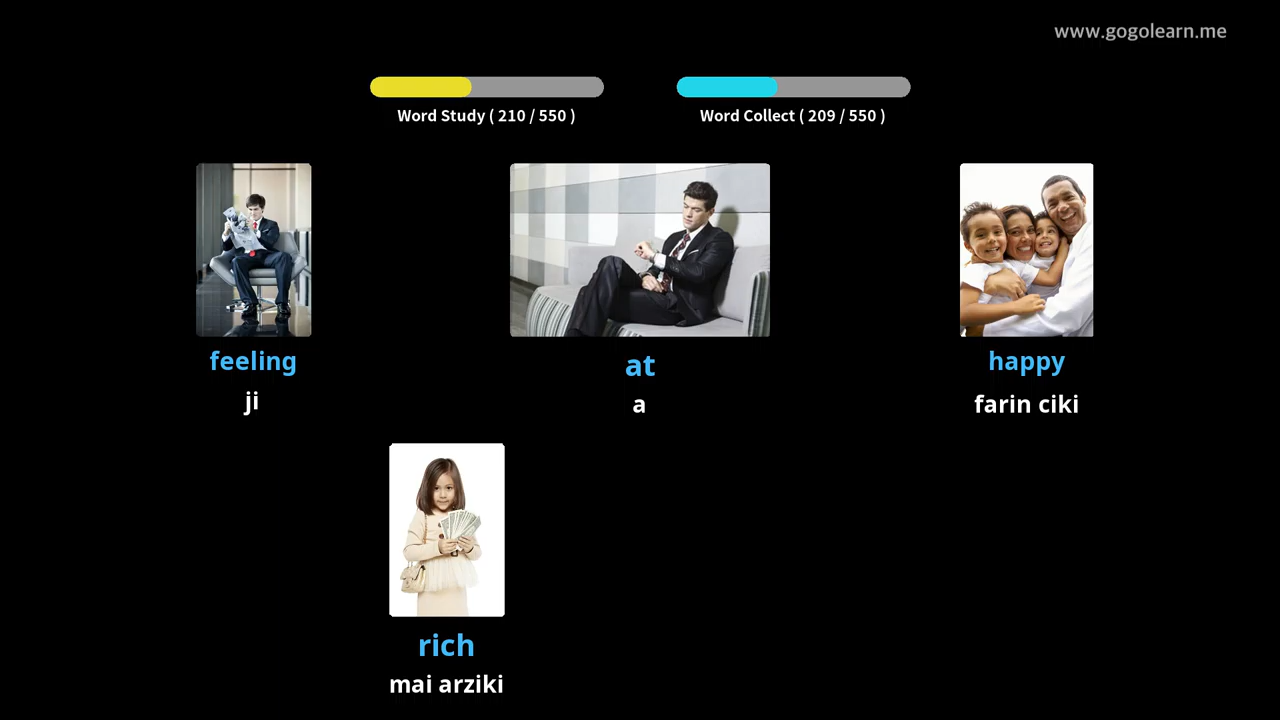 www.gogolearn.me
Word Study ( 210 / 550 )
Word Collect ( 209 / 550 )
feeling
ji
at
a
happy
farin ciki
rich
mai arziki